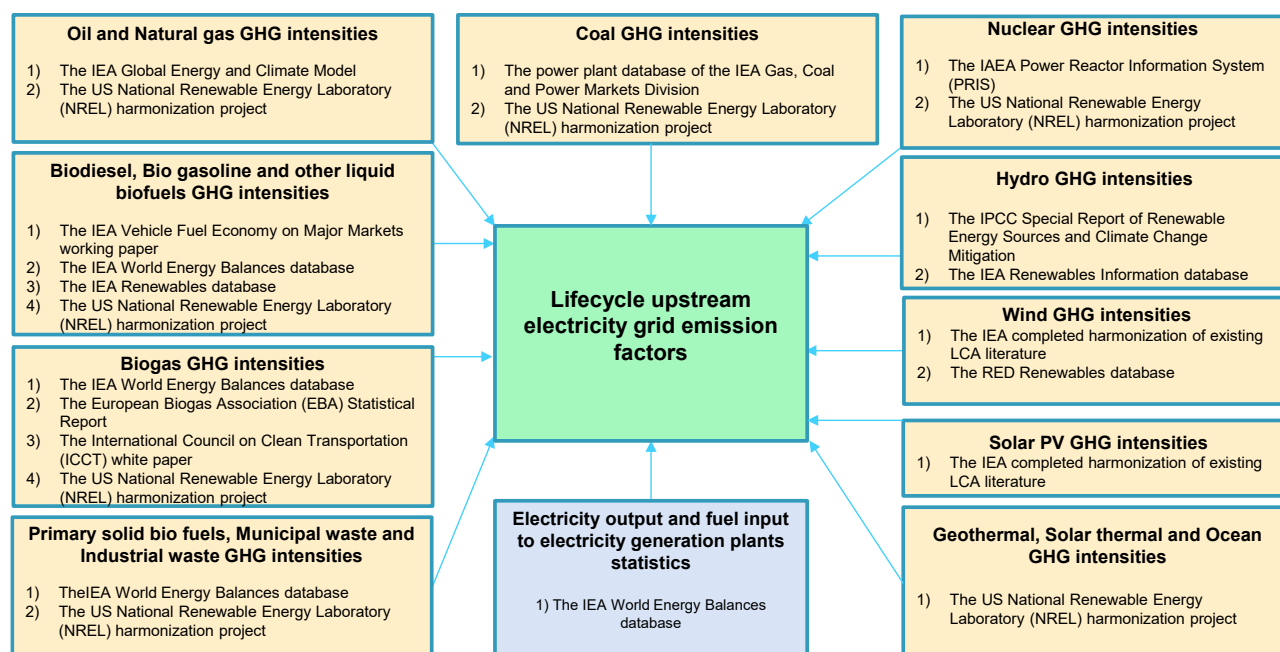 Oil and Natural gas GHG intensities
1) The IEA Global Energy and Climate Model
2) The US National Renewable Energy Laboratory
(NREL) harmonization project
Coal GHG intensities
1) The power plant database of the IEA Gas, Coal
and Power Markets Division
2) The US National Renewable Energy Laboratory
(NREL) harmonization project
Nuclear GHG intensities
1) The IAEA Power Reactor Information System
(PRIS)
2) The US National Renewable Energy
Laboratory (NREL) harmonization project
Biodiesel, Bio gasoline and other liquid
biofuels GHG intensities
1) The IEA Vehicle Fuel Economy on Major Markets
working paper
2) The IEA World Energy Balances database
3) The IEA Renewables database
4) The US National Renewable Energy Laboratory
(NREL) harmonization project
Hydro GHG intensities
1) The IPCC Special Report of Renewable
Energy Sources and Climate Change
Mitigation
2) The IEA Renewables Information database
Lifecycle upstream
electricity grid emission
factors
Wind GHG intensities
1) The IEA completed harmonization of existing
LCA literature
2) The RED Renewables database
Biogas GHG intensities
1) The IEA World Energy Balances database
2) The European Biogas Association (EBA) Statistical
Report
3) The International Council on Clean Transportation
(ICCT) white paper
4) The US National Renewable Energy Laboratory
(NREL) harmonization project
Solar PV GHG intensities
1) The IEA completed harmonization of existing
LCA literature
Primary solid bio fuels, Municipal waste and
Industrial waste GHG intensities
1) TheIEA World Energy Balances database
2) The US National Renewable Energy Laboratory
(NREL) harmonization project
Electricity output and fuel input
to electricity generation plants
statistics
1) The IEA World Energy Balances
database
Geothermal, Solar thermal and Ocean
GHG intensities
1) The US National Renewable Energy
Laboratory (NREL) harmonization project